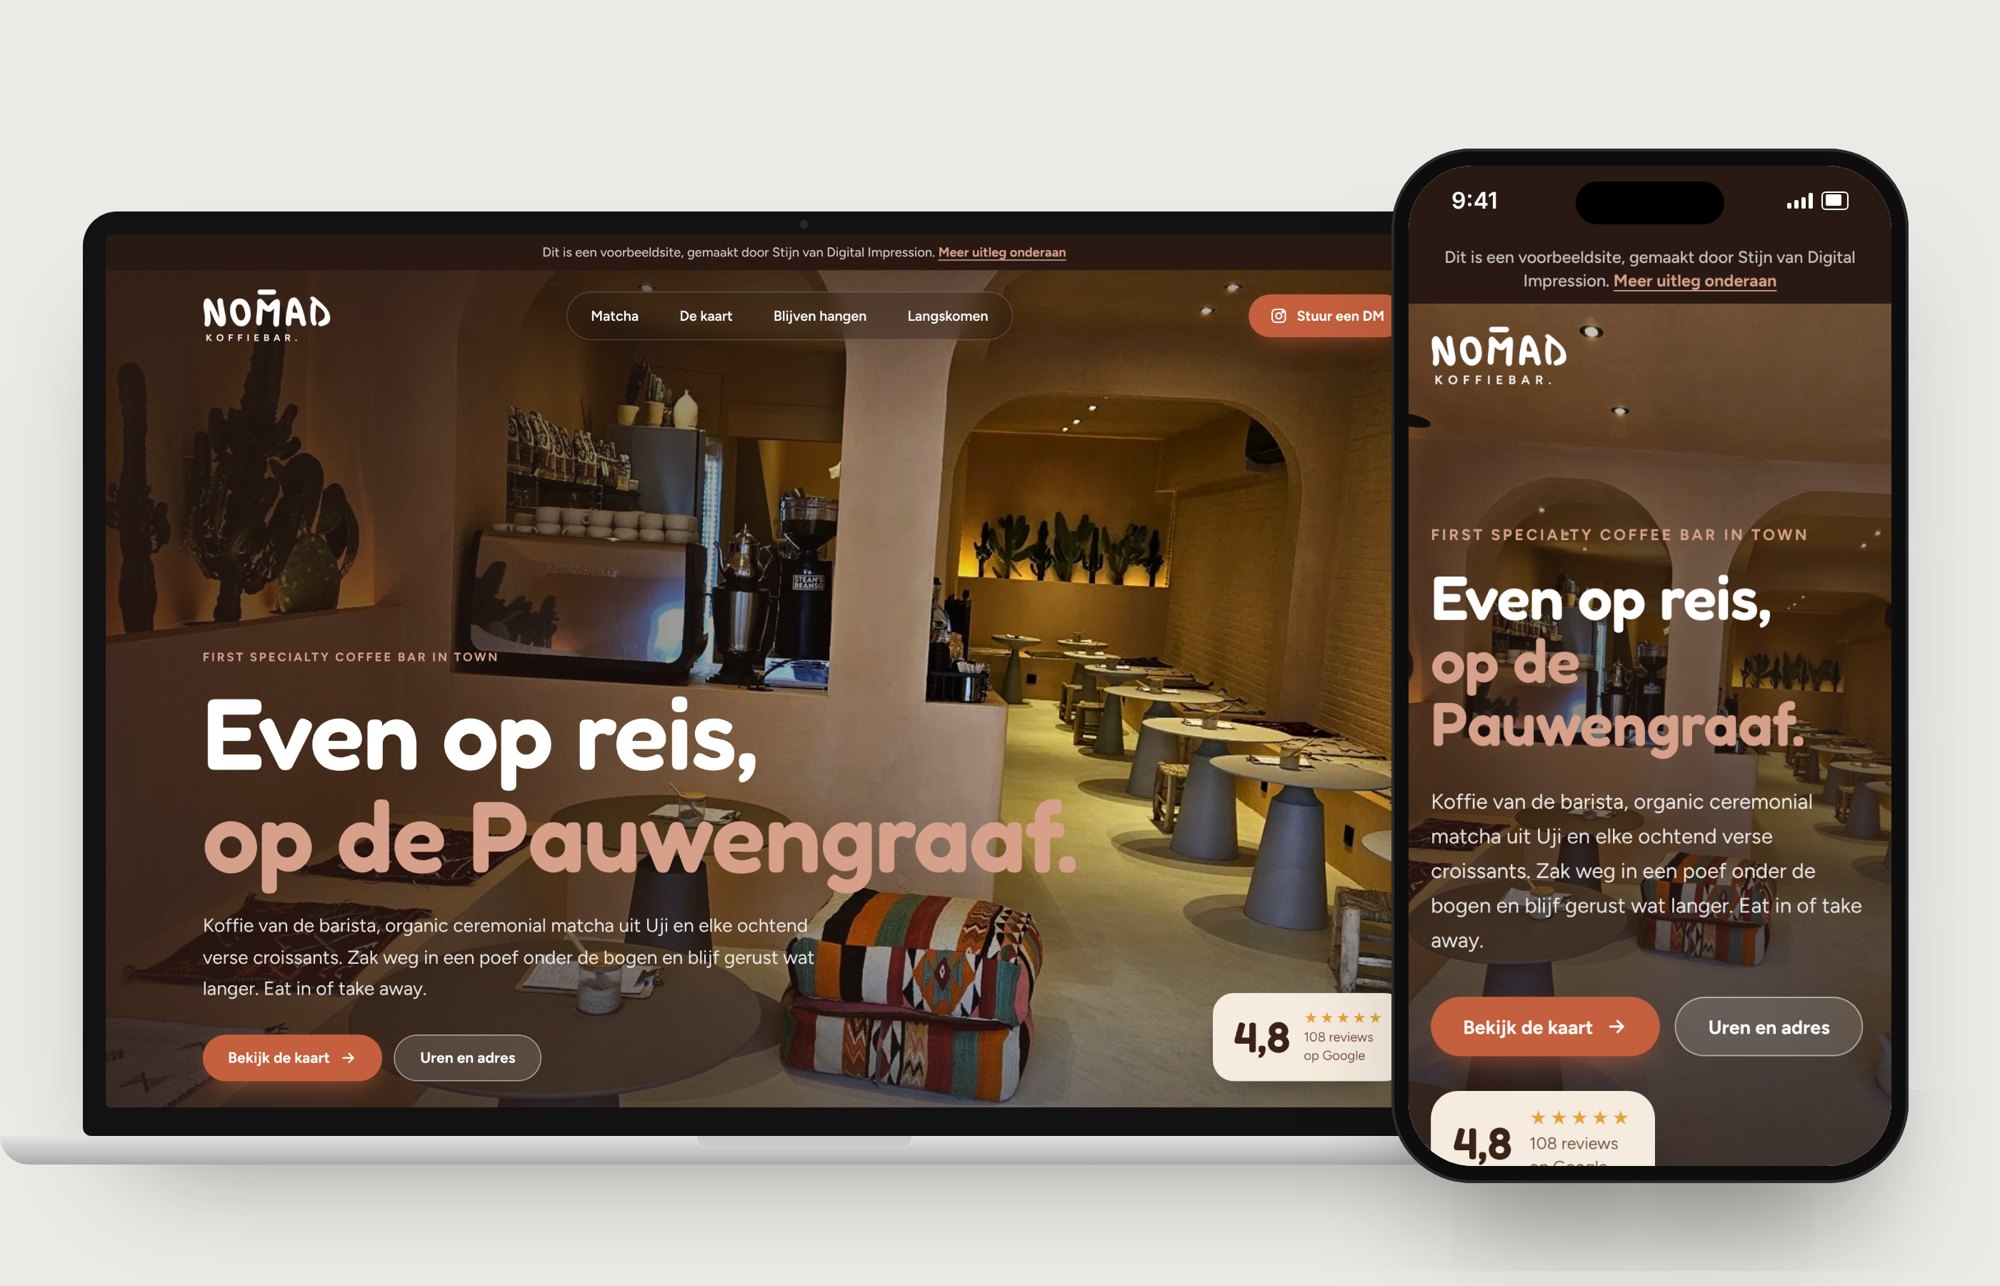 Dit is een voorbeeldsite, gemaakt door Stijn van Digital Impression. Meer uitleg onderaan
NOMAD
KOFFIEBAR.
Matcha
De kaart
Blijven hangen
Langskomen
Stuur een DM
STEAN'S
BEANS
FIRST SPECIALTY COFFEE BAR IN TOWN
Even op reis,
op de Pauwengraaf.
Koffie van de barista, organic ceremonial matcha uit Uji en elke ochtend
verse croissants. Zak weg in een poef onder de bogen en blijf gerust wat
langer. Eat in of take away.
Bekijk de kaart →
Uren en adres
4,8
★★★★★
108 reviews
op Google
9:41
Dit is een voorbeeldsite, gemaakt door Stijn van Digital
Impression. Meer uitleg onderaan
NOMAD
KOFFIEBAR.
FIRST SPECIALTY COFFEE BAR IN TOWN
Even op reis,
op de
Pauwengraaf.
Koffie van de barista, organic ceremonial
matcha uit Uji en elke ochtend verse
croissants. Zak weg in een poef onder de
bogen en blijf gerust wat langer. Eat in of take
away.
Bekijk de kaart →
Uren en adres
4,8
★★★★★
108 reviews
op Google